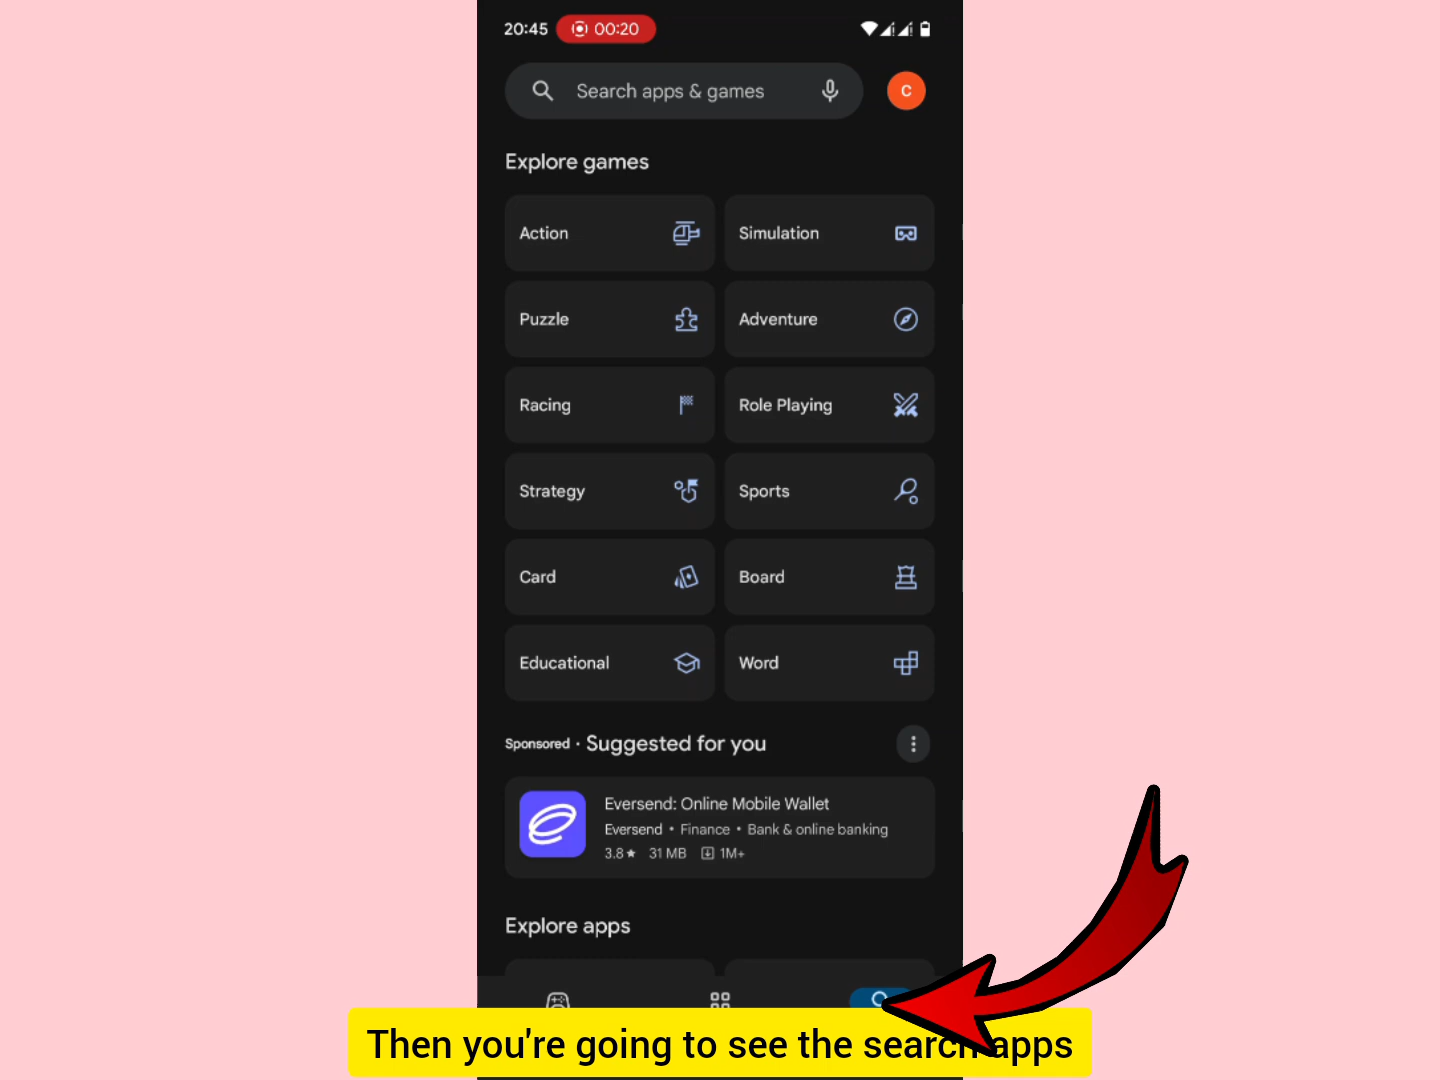 20:45 00:20
Search apps & games
C
Explore games
Action
Simulation
Puzzle
Adventure
Racing
Role Playing
Strategy
Sports
Card
Board
Educational
Word
Sponsored · Suggested for you
Eversend: Online Mobile Wallet
Eversend • Finance • Bank & online banking
3.8★ 31 MB 1M+
Explore apps
Then you're going to see the search apps